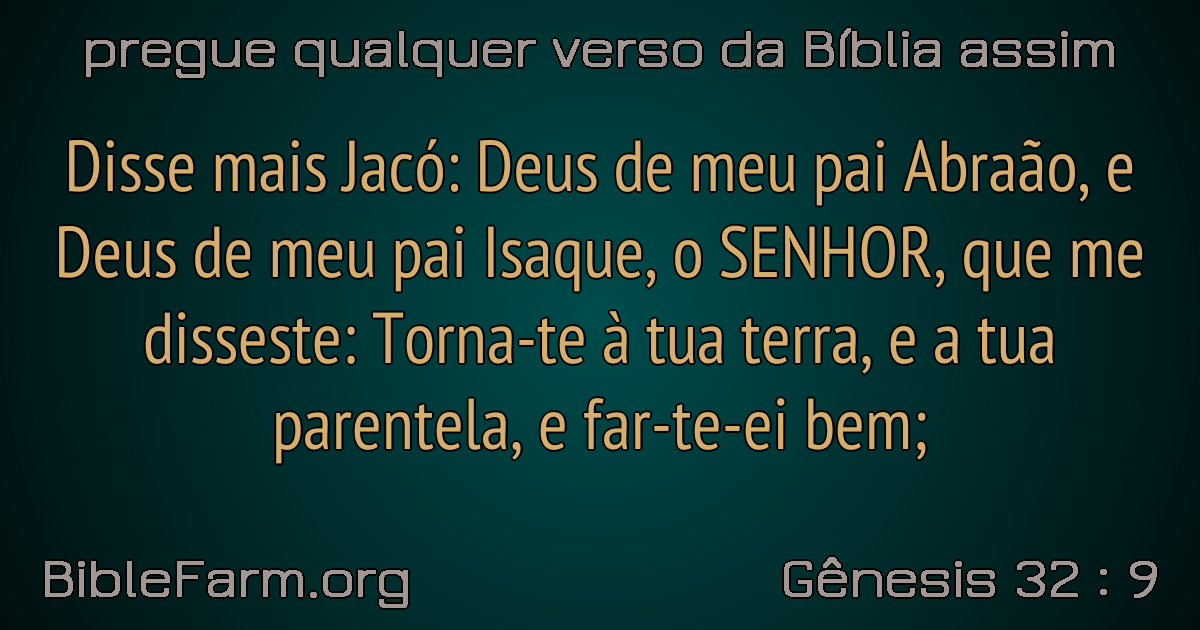 pregue qualquer verso da Bíblia assim
Disse mais Jacó: Deus de meu pai Abraão, e
Deus de meu pai Isaque, o SENHOR, que me
disseste: Torna-te à tua terra, e a tua
parentela, e far-te-ei bem;
BibleFarm.org
Gênesis 32 : 9